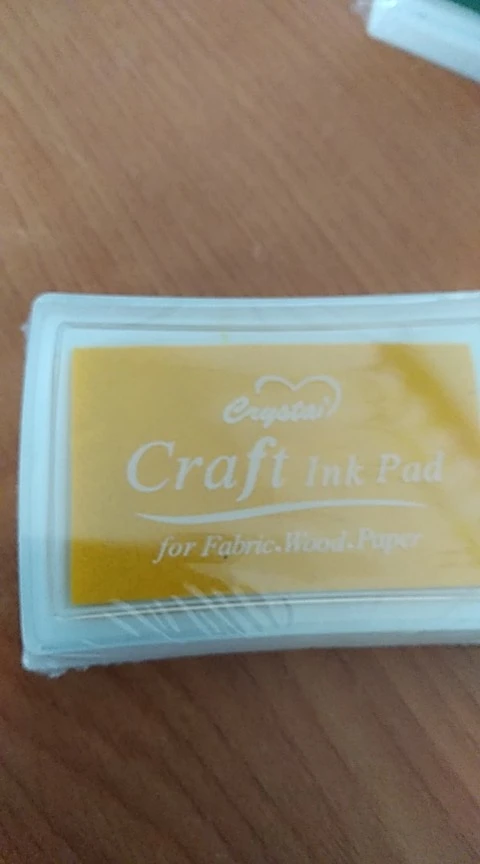 Crystal
Craft Ink Pad
for Fabric.Wood.Paper